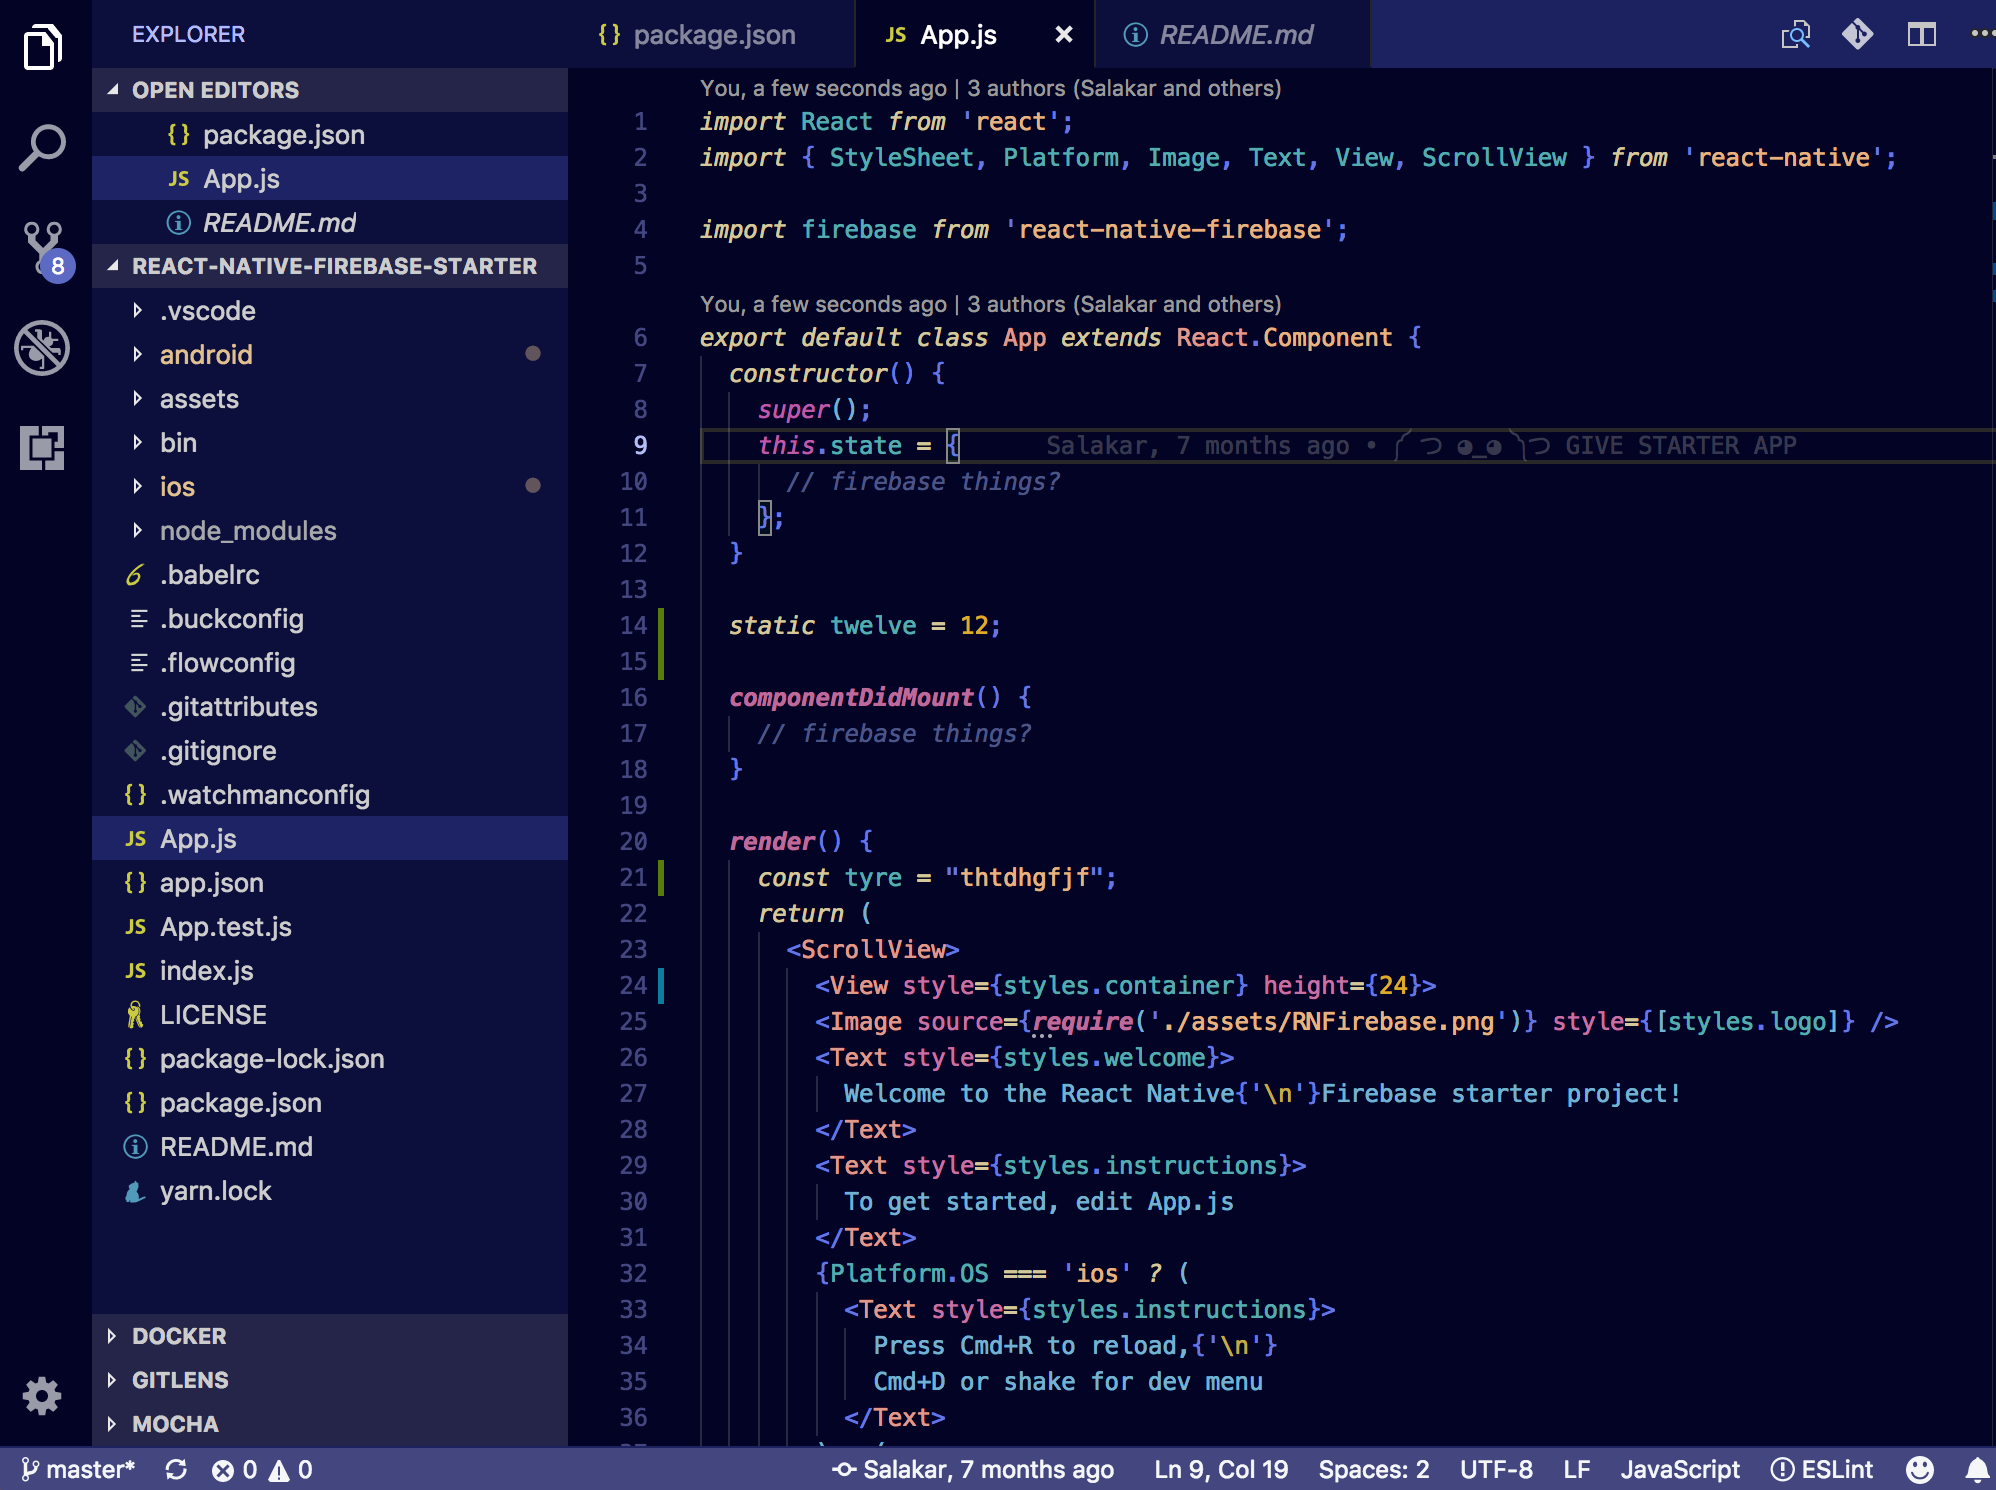 EXPLORER
OPEN EDITORS
{} package.json
JS App.js
README.md
8
REACT-NATIVE-FIREBASE-STARTER
.vscode
android
assets
bin
ios
node_modules
.babelrc
.buckconfig
.flowconfig
.gitattributes
.gitignore
{} .watchmanconfig
JS App.js
{} app.json
JS App.test.js
JS index.js
LICENSE
{} package-lock.json
{} package.json
README.md
yarn.lock
DOCKER
GITLENS
MOCHA
{} package.json
JS App.js ×
README.md
You, a few seconds ago | 3 authors (Salakar and others)
1 import React from 'react';
2 import { StyleSheet, Platform, Image, Text, View, ScrollView } from 'react-native';
3
4 import firebase from 'react-native-firebase';
5
You, a few seconds ago | 3 authors (Salakar and others)
6 export default class App extends React.Component {
7 constructor() {
8 super();
9 this.state = { Salakar, 7 months ago • ༼ つ ◕_◕ ༽つ GIVE STARTER APP
10 // firebase things?
11 };
12 }
13
14 static twelve = 12;
15
16 componentDidMount() {
17 // firebase things?
18 }
19
20 render() {
21 const tyre = "thtdhgfjf";
22 return (
23 <ScrollView>
24 <View style={styles.container} height={24}>
25 <Image source={require('./assets/RNFirebase.png')} style={[styles.logo]} />
26 <Text style={styles.welcome}>
27 Welcome to the React Native{'\n'}Firebase starter project!
28 </Text>
29 <Text style={styles.instructions}>
30 To get started, edit App.js
31 </Text>
32 {Platform.OS === 'ios' ? (
33 <Text style={styles.instructions}>
34 Press Cmd+R to reload,{'\n'}
35 Cmd+D or shake for dev menu
36 </Text>
master* 0 0 Salakar, 7 months ago Ln 9, Col 19 Spaces: 2 UTF-8 LF JavaScript ESLint